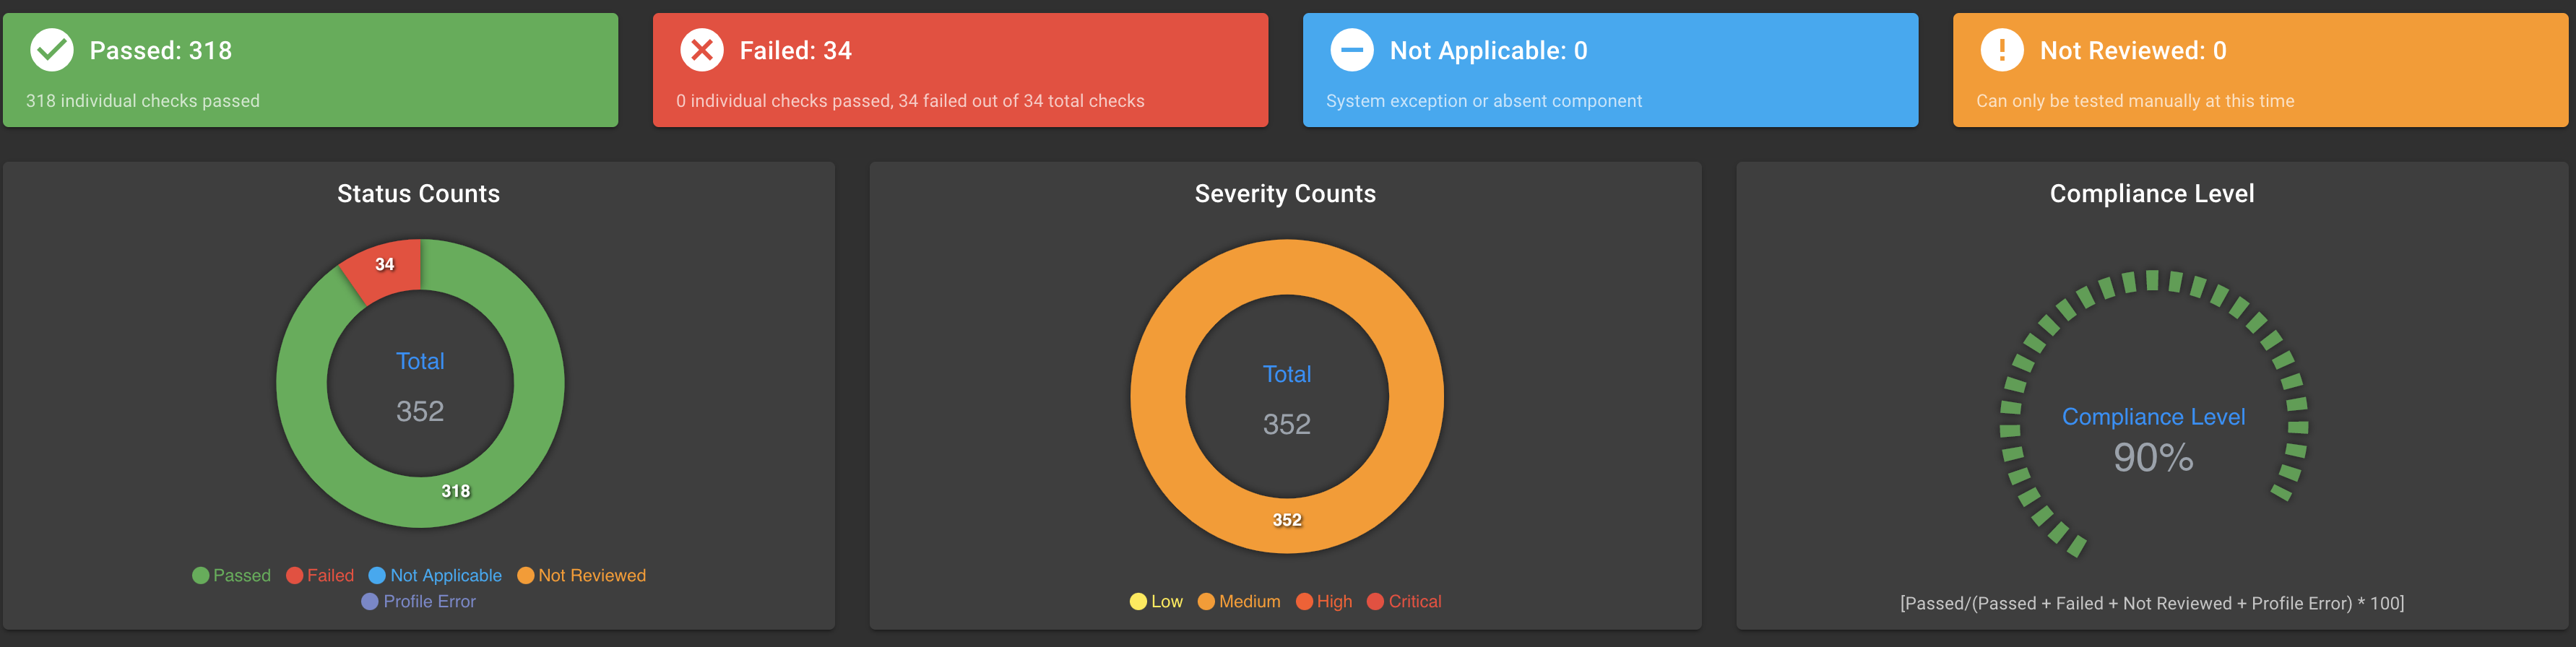 Passed: 318
318 individual checks passed
Failed: 34
0 individual checks passed, 34 failed out of 34 total checks
Not Applicable: 0
System exception or absent component
Not Reviewed: 0
Can only be tested manually at this time
Status Counts
34
Total
352
318
Passed Failed Not Applicable Not Reviewed
Profile Error
Severity Counts
Total
352
352
Low Medium High Critical
Compliance Level
Compliance Level
90%
[Passed/(Passed + Failed + Not Reviewed + Profile Error) * 100]